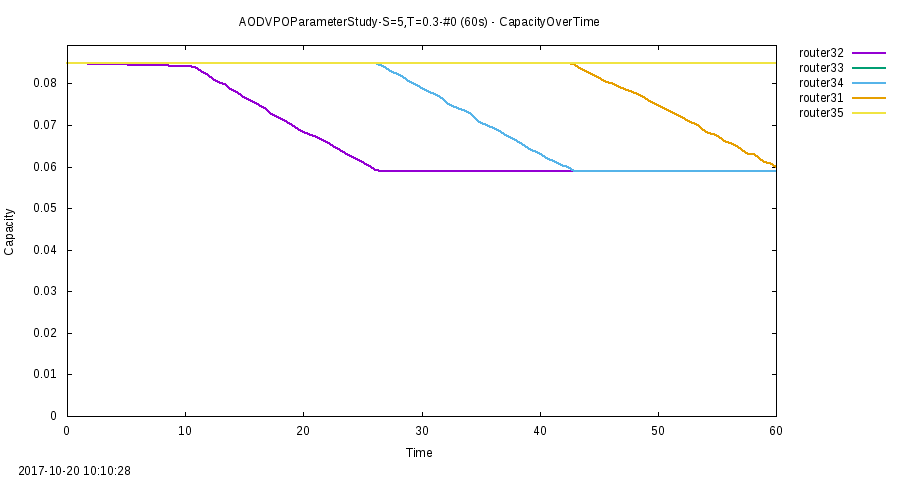 AODVPOParameterStudy-S=5,T=0.3-#0 (60s) - CapacityOverTime
router32
router33
router34
router31
router35
0.08
0.07
0.06
0.05
0.04
0.03
0.02
0.01
0
Capacity
0 10 20 30 40 50 60
Time
2017-10-20 10:10:28